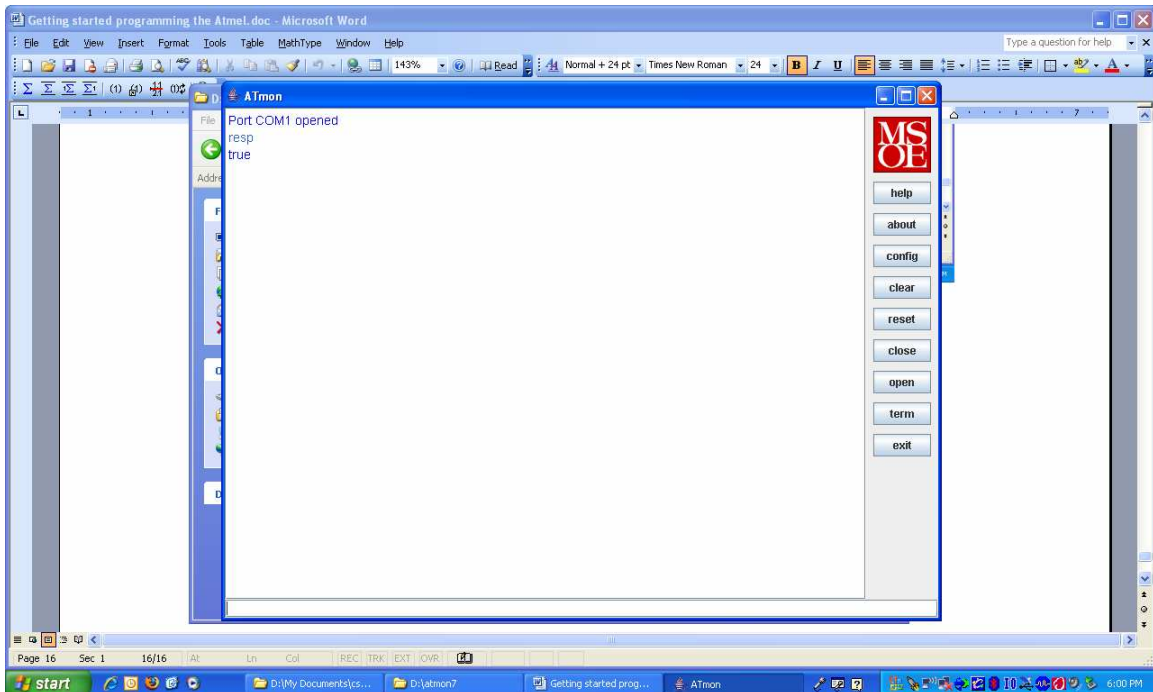 Getting started programming the Atmel.doc - Microsoft Word
File Edit View Insert Format Tools Table MathType Window Help
Type a question for help
143%
Read
Normal + 24 pt
Times New Roman
24
B I U
ATmon
File
Addre
Port COM1 opened
resp
true
MSOE
help
about
config
clear
reset
close
open
term
exit
Page 16 Sec 1 16/16 At Ln Col REC TRK EXT OVR
start
D:\My Documents\cs...
D:\atmon7
Getting started prog...
ATmon
6:00 PM